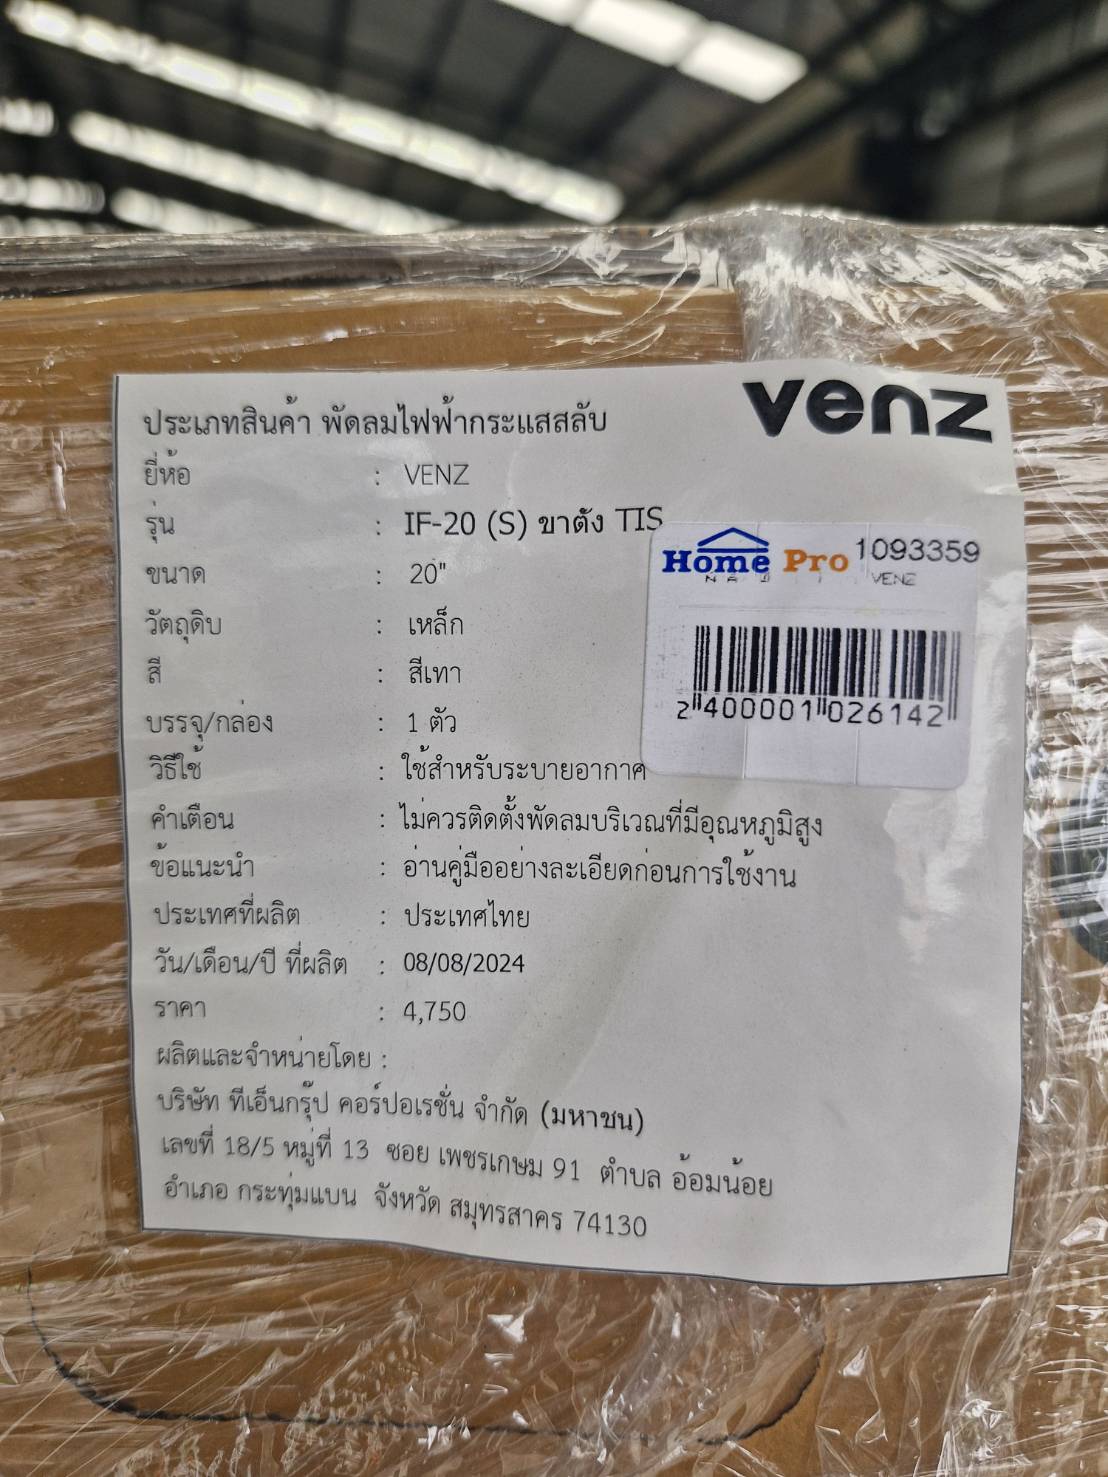 venz
ประเภทสินค้า พัดลมไฟฟ้ากระแสสลับ
ยี่ห้อ : VENZ
รุ่น : IF-20 (S) ขาตั้ง TIS
ขนาด : 20"
วัตถุดิบ : เหล็ก
สี : สีเทา
บรรจุ/กล่อง : 1 ตัว
วิธีใช้ : ใช้สำหรับระบายอากาศ
คำเตือน : ไม่ควรติดตั้งพัดลมบริเวณที่มีอุณหภูมิสูง
ข้อแนะนำ : อ่านคู่มืออย่างละเอียดก่อนการใช้งาน
ประเทศที่ผลิต : ประเทศไทย
วัน/เดือน/ปี ที่ผลิต : 08/08/2024
ราคา : 4,750
ผลิตและจำหน่ายโดย :
บริษัท ทีเอ็นกรุ๊ป คอร์ปอเรชั่น จำกัด (มหาชน)
เลขที่ 18/5 หมู่ที่ 13 ซอย เพชรเกษม 91 ตำบล อ้อมน้อย
อำเภอ กระทุ่มแบน จังหวัด สมุทรสาคร 74130
Home Pro 1093359
VENZ
2 400001 026142